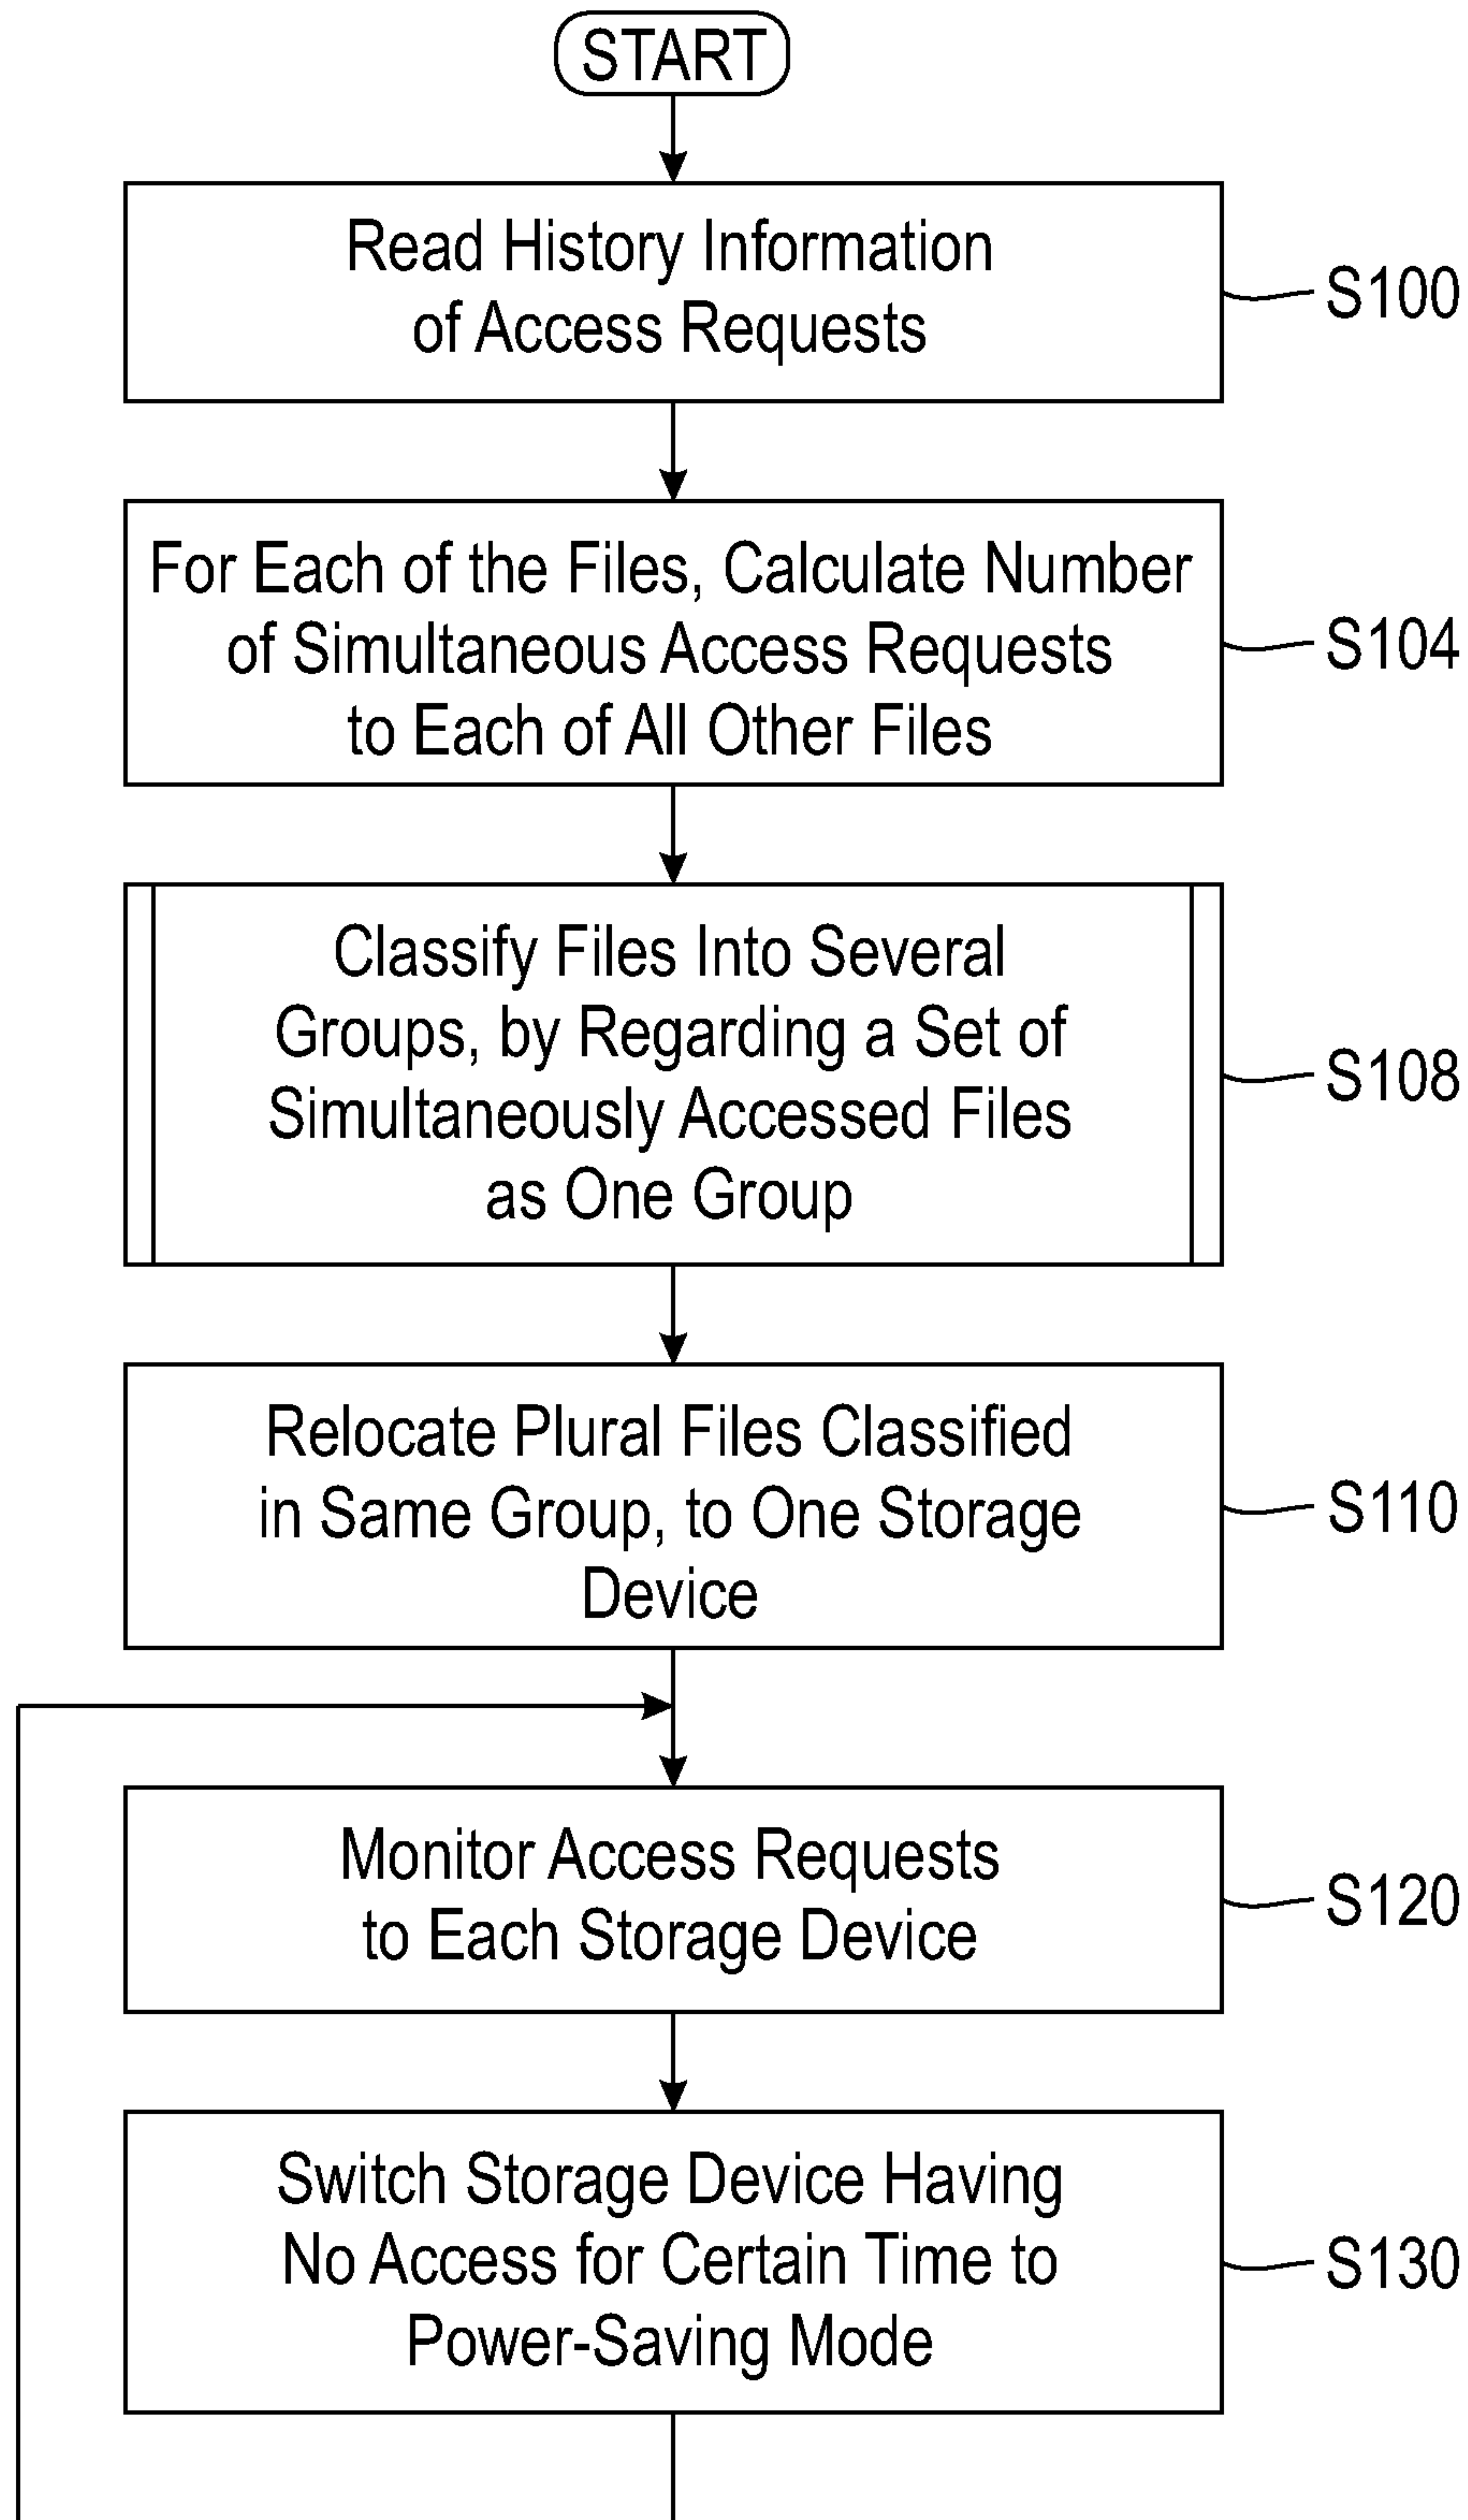 START
Read History Information
of Access Requests
S100
For Each of the Files, Calculate Number
of Simultaneous Access Requests
to Each of All Other Files
S104
Classify Files Into Several
Groups, by Regarding a Set of
Simultaneously Accessed Files
as One Group
S108
Relocate Plural Files Classified
in Same Group, to One Storage
Device
S110
Monitor Access Requests
to Each Storage Device
S120
Switch Storage Device Having
No Access for Certain Time to
Power-Saving Mode
S130